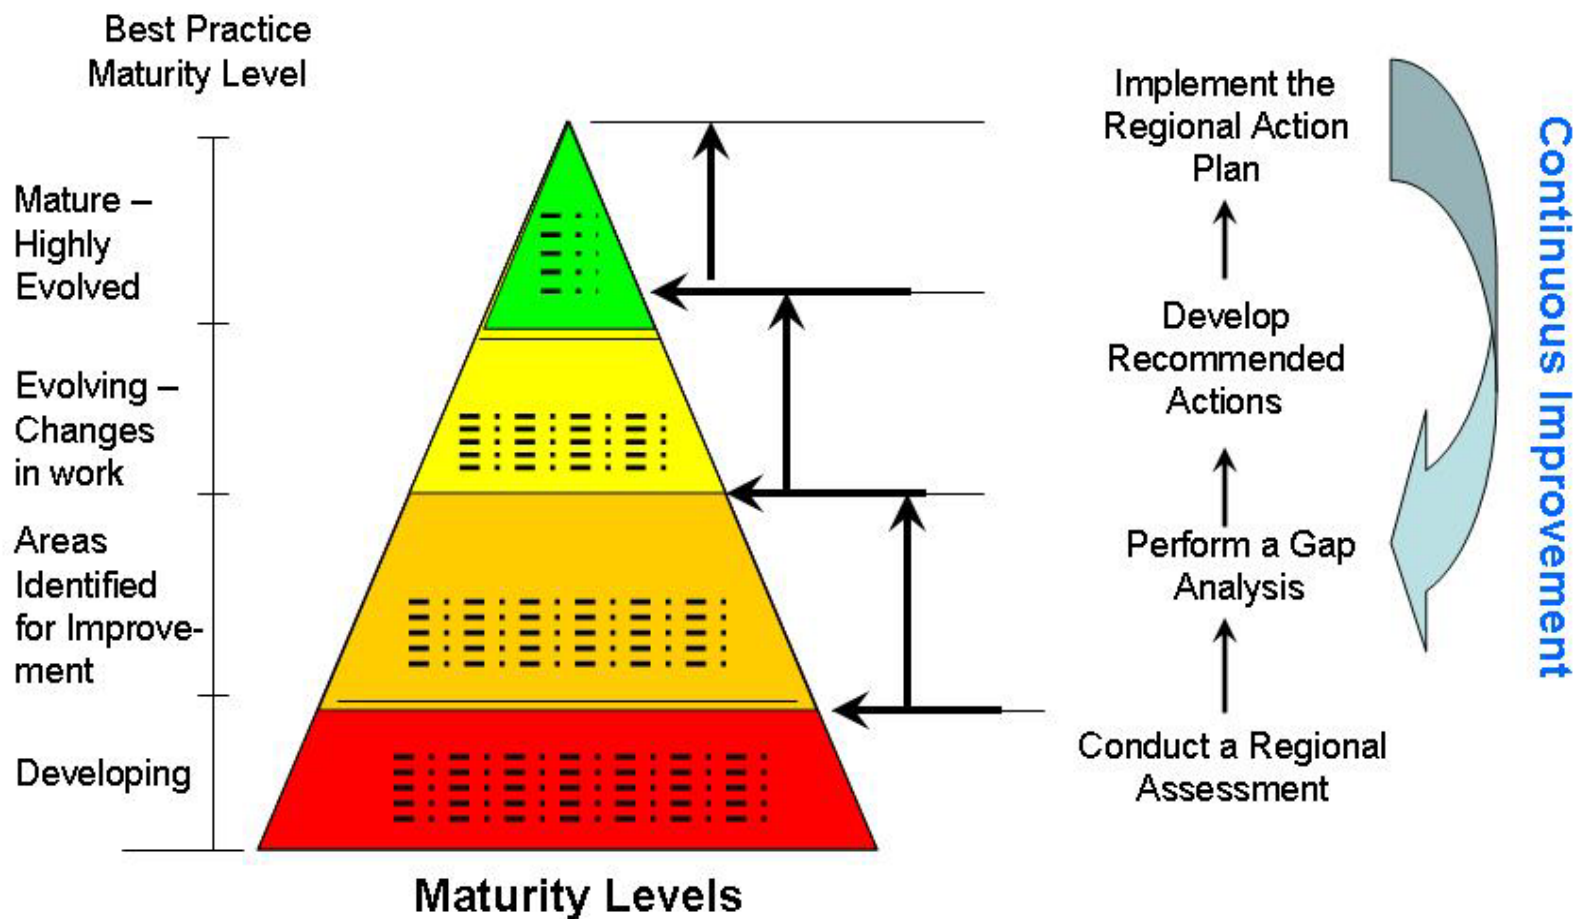 Best Practice
Maturity Level
Mature –
Highly
Evolved
Evolving –
Changes
in work
Areas
Identified
for Improve-
ment
Developing
Maturity Levels
Implement the
Regional Action
Plan
Develop
Recommended
Actions
Perform a Gap
Analysis
Conduct a Regional
Assessment
Continuous Improvement